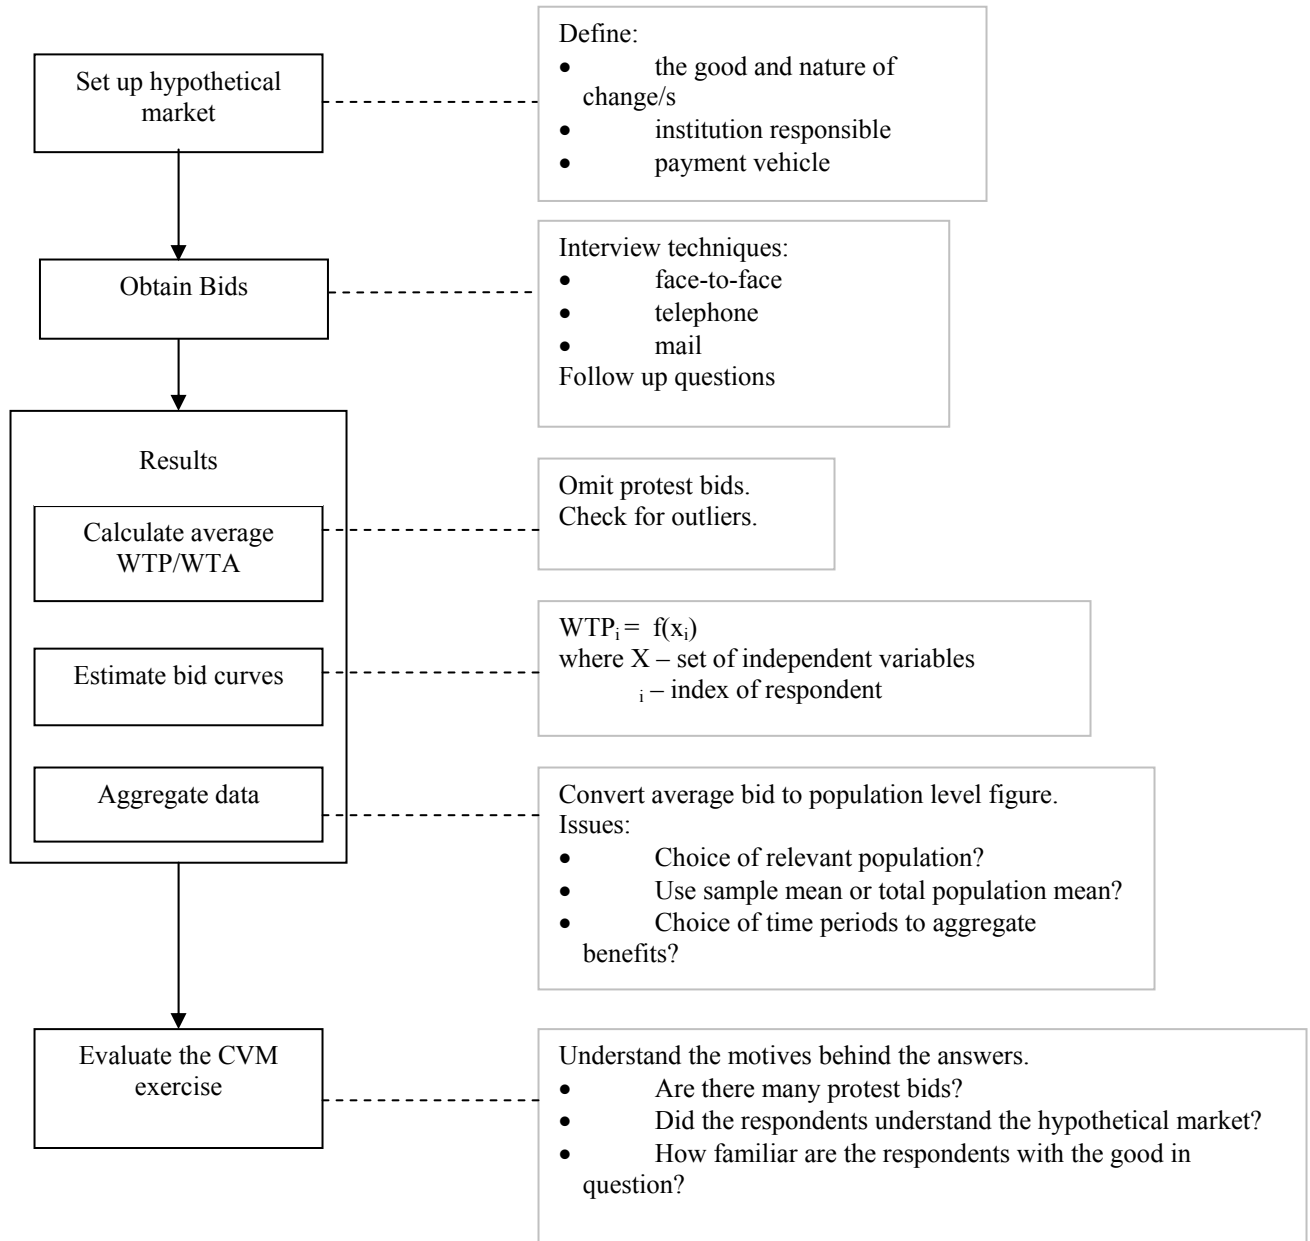 Set up hypothetical
market
Define:
• the good and nature of
change/s
• institution responsible
• payment vehicle
Obtain Bids
Interview techniques:
• face-to-face
• telephone
• mail
Follow up questions
Results
Calculate average
WTP/WTA
Omit protest bids.
Check for outliers.
Estimate bid curves
WTPi = f(xi)
where X – set of independent variables
i – index of respondent
Aggregate data
Convert average bid to population level figure.
Issues:
• Choice of relevant population?
• Use sample mean or total population mean?
• Choice of time periods to aggregate
benefits?
Evaluate the CVM
exercise
Understand the motives behind the answers.
• Are there many protest bids?
• Did the respondents understand the hypothetical market?
• How familiar are the respondents with the good in
question?